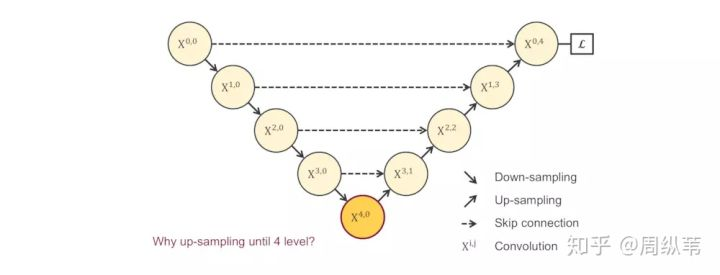 X^{0,0} X^{0,4} ℒ
X^{1,0} X^{1,3}
X^{2,0} X^{2,2}
X^{3,0} X^{3,1}
X^{4,0}
Down-sampling
Up-sampling
Skip connection
X^{i,j} Convolution
Why up-sampling until 4 level?
知乎 @周纵苇